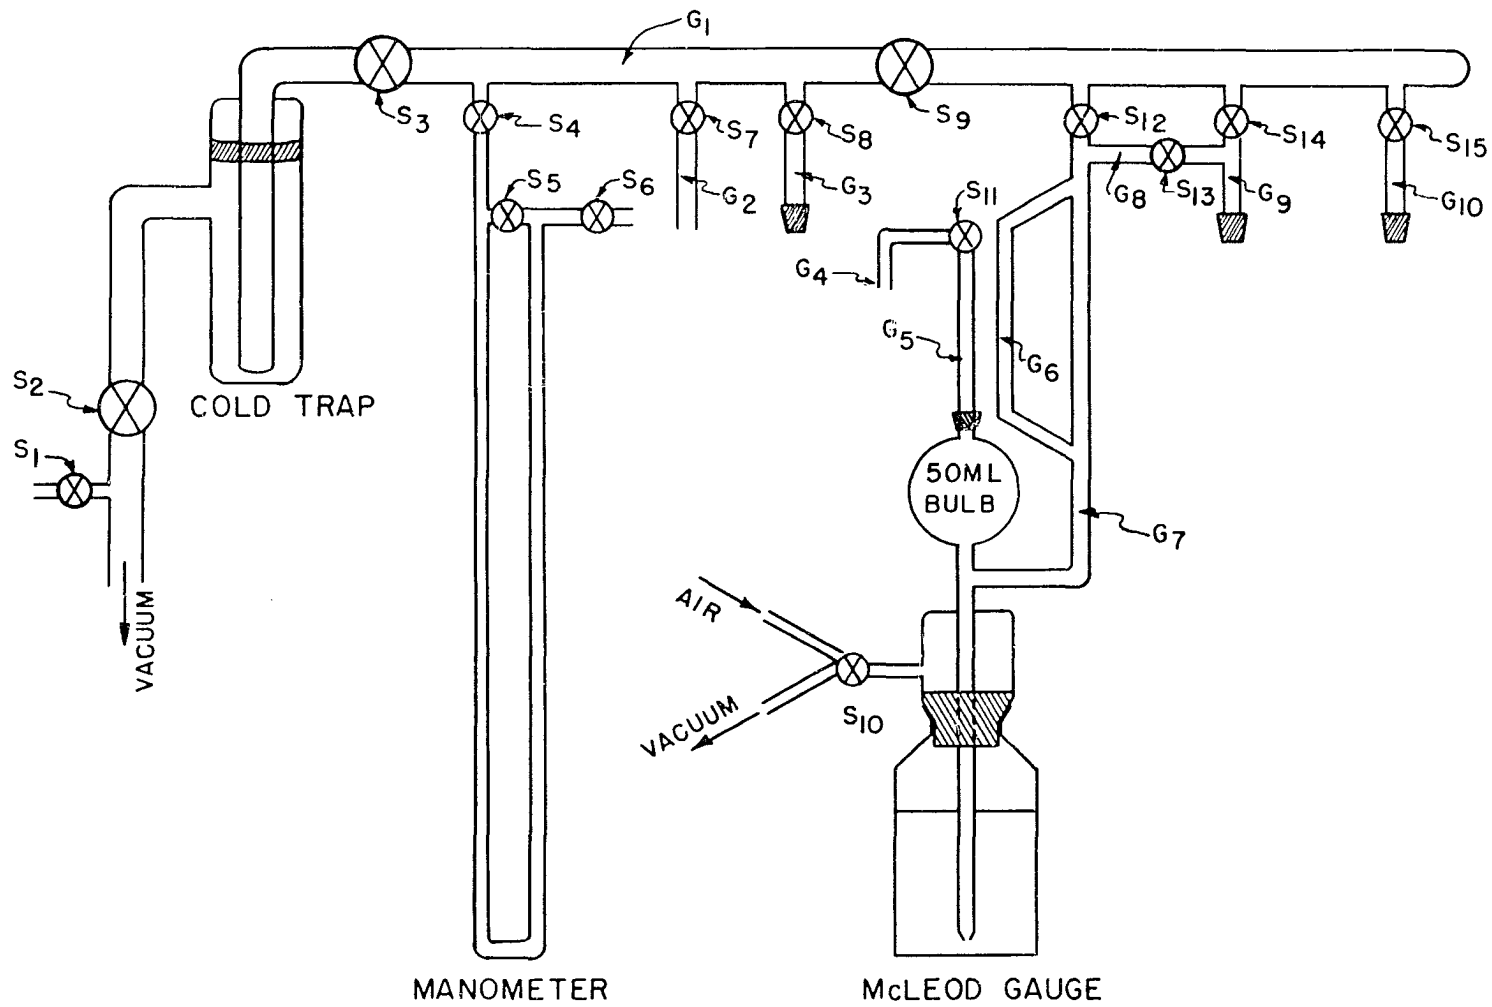 G1
S3
S4
S7
S8
S9
S12
S14
S15
S5
S6
G2
G3
S11
G8
S13
G9
G10
G4
G5
G6
S2
COLD TRAP
S1
50ML
BULB
G7
VACUUM
AIR
VACUUM
S10
MANOMETER
McLEOD GAUGE